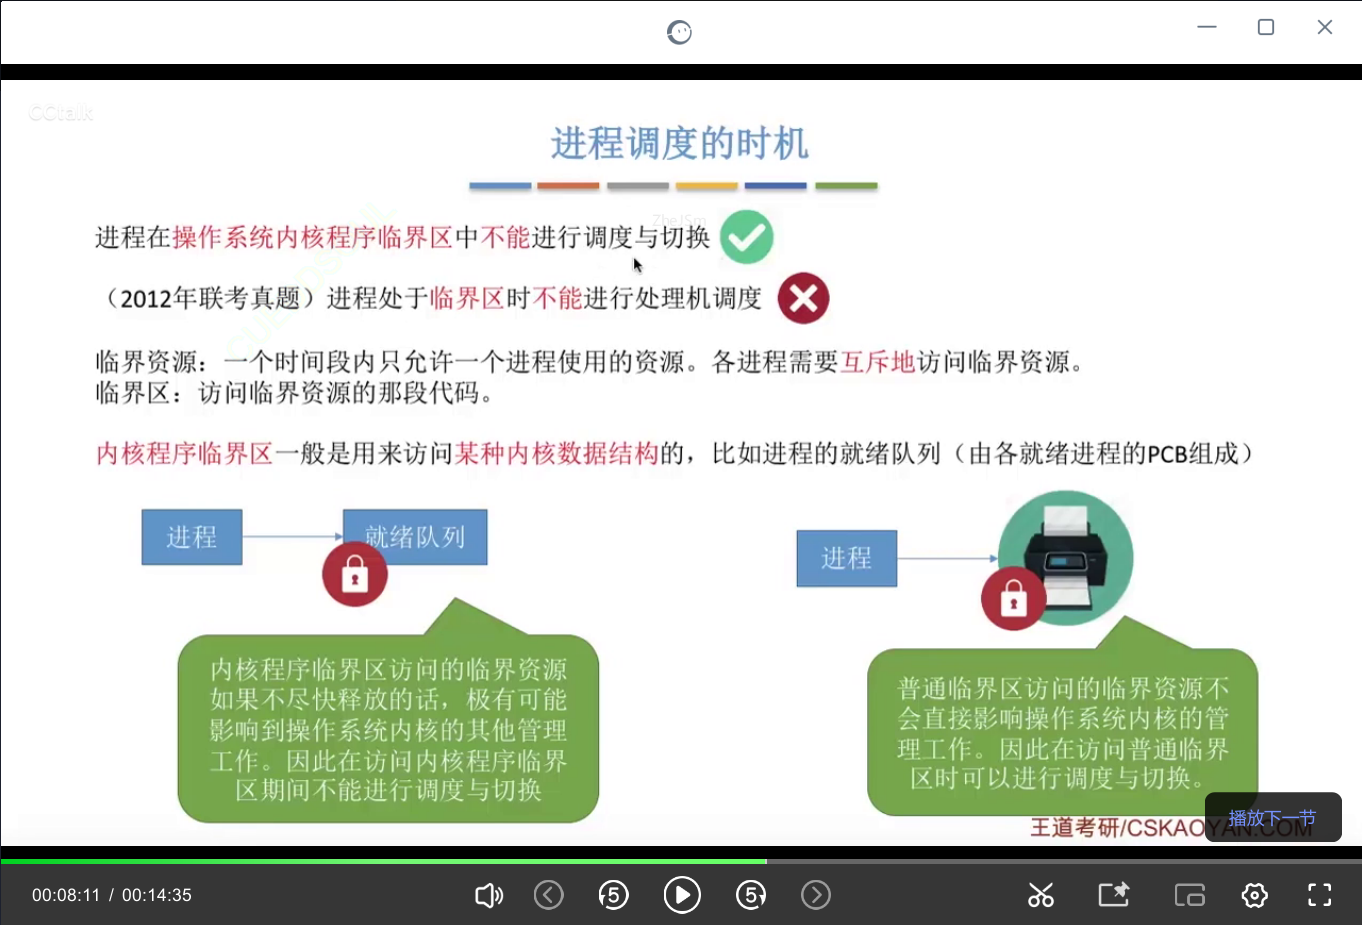 CCtalk
进程调度的时机
进程在操作系统内核程序临界区中不能进行调度与切换
（2012年联考真题）进程处于临界区时不能进行处理机调度
临界资源：一个时间段内只允许一个进程使用的资源。各进程需要互斥地访问临界资源。
临界区：访问临界资源的那段代码。
内核程序临界区一般是用来访问某种内核数据结构的，比如进程的就绪队列（由各就绪进程的PCB组成）
进程
就绪队列
内核程序临界区访问的临界资源
如果不尽快释放的话，极有可能
影响到操作系统内核的其他管理
工作。因此在访问内核程序临界
区期间不能进行调度与切换
进程
普通临界区访问的临界资源不
会直接影响操作系统内核的管
理工作。因此在访问普通临界
区时可以进行调度与切换。
王道考研/CSKAOYAN.COM
播放下一节
00:08:11 / 00:14:35
5
5